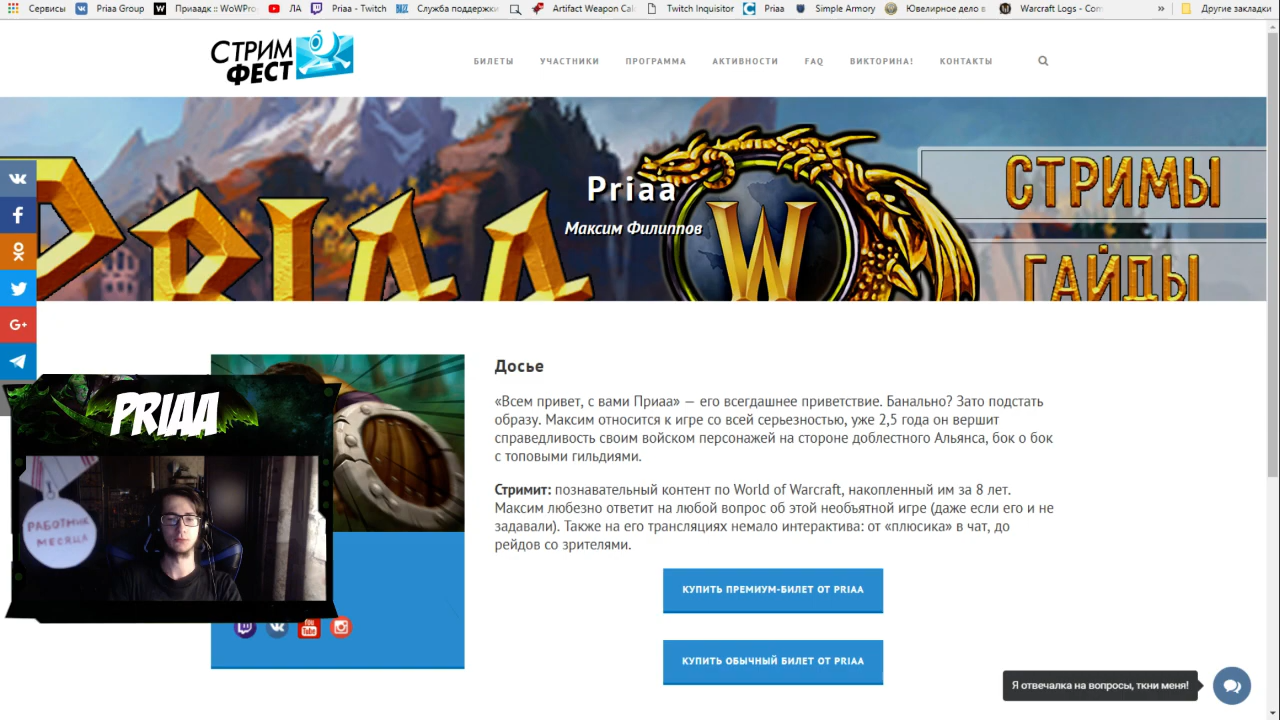 Сервисы
Priaa Group
Приаадк :: WoWPro
ЛА
Priaa - Twitch
Служба поддержки
Artifact Weapon Cal
Twitch Inquisitor
Priaa
Simple Armory
Ювелирное дело в
Warcraft Logs - Com
»
Другие закладки
СТРИМ
ФЕСТ
БИЛЕТЫ
УЧАСТНИКИ
ПРОГРАММА
АКТИВНОСТИ
FAQ
ВИКТОРИНА!
КОНТАКТЫ
PRIAA
W
СТРИМЫ
ГАЙДЫ
Priaa
Максим Филиппов
G+
Досье
«Всем привет, с вами Приаа» — его всегдашнее приветствие. Банально? Зато подстать
образу. Максим относится к игре со всей серьезностью, уже 2,5 года он вершит
справедливость своим войском персонажей на стороне доблестного Альянса, бок о бок
с топовыми гильдиями.
Стримит: познавательный контент по World of Warcraft, накопленный им за 8 лет.
Максим любезно ответит на любой вопрос об этой необъятной игре (даже если его и не
задавали). Также на его трансляциях немало интерактива: от «плюсика» в чат, до
рейдов со зрителями.
PRIAA
РАБОТНИК
МЕСЯЦА
You
Tube
КУПИТЬ ПРЕМИУМ-БИЛЕТ ОТ PRIAA
КУПИТЬ ОБЫЧНЫЙ БИЛЕТ ОТ PRIAA
Я отвечалка на вопросы, ткни меня!